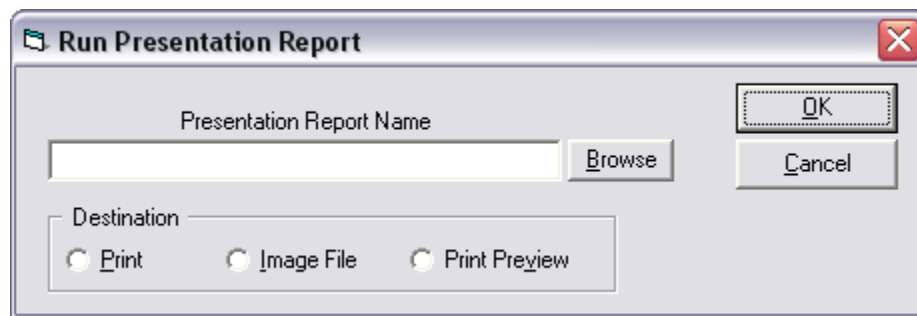 Run Presentation Report
Presentation Report Name
OK
Browse
Cancel
Destination
Print
Image File
Print Preview